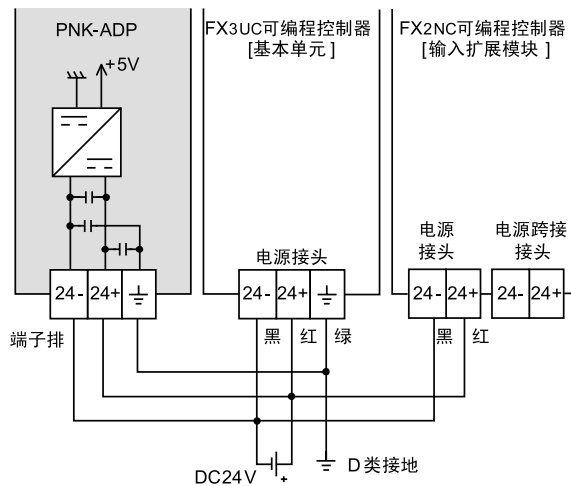 PNK-ADP
+5V
24-
24+
端子排
FX3UC可编程控制器
[基本单元]
电源接头
24-
24+
黑
红
绿
FX2NC可编程控制器
[输入扩展模块]
电源
接头
24-
24+
黑
红
电源跨接
接头
24-
24+
DC24V
+
D类接地